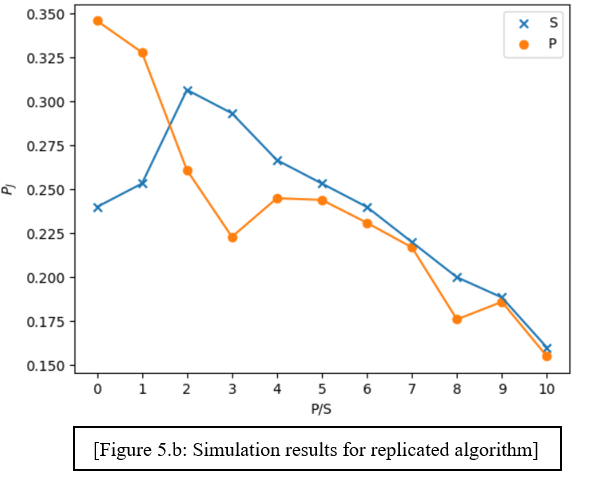 0.350
0.325
0.300
0.275
0.250
0.225
0.200
0.175
0.150
Pj
S
P
0 1 2 3 4 5 6 7 8 9 10
P/S
[Figure 5.b: Simulation results for replicated algorithm]